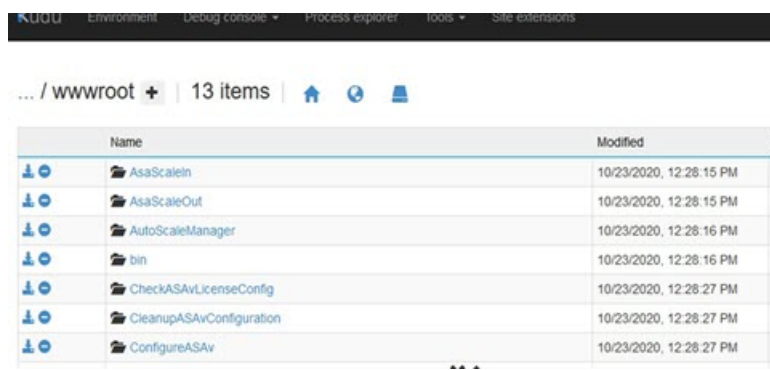 Kudu Environment Debug console Process explorer Tools Site extensions
... / wwwroot + 13 items
Name Modified
AsaScaleIn 10/23/2020, 12:28:15 PM
AsaScaleOut 10/23/2020, 12:28:15 PM
AutoScaleManager 10/23/2020, 12:28:16 PM
bin 10/23/2020, 12:28:16 PM
CheckASAvLicenseConfig 10/23/2020, 12:28:27 PM
CleanupASAvConfiguration 10/23/2020, 12:28:27 PM
ConfigureASAv 10/23/2020, 12:28:27 PM